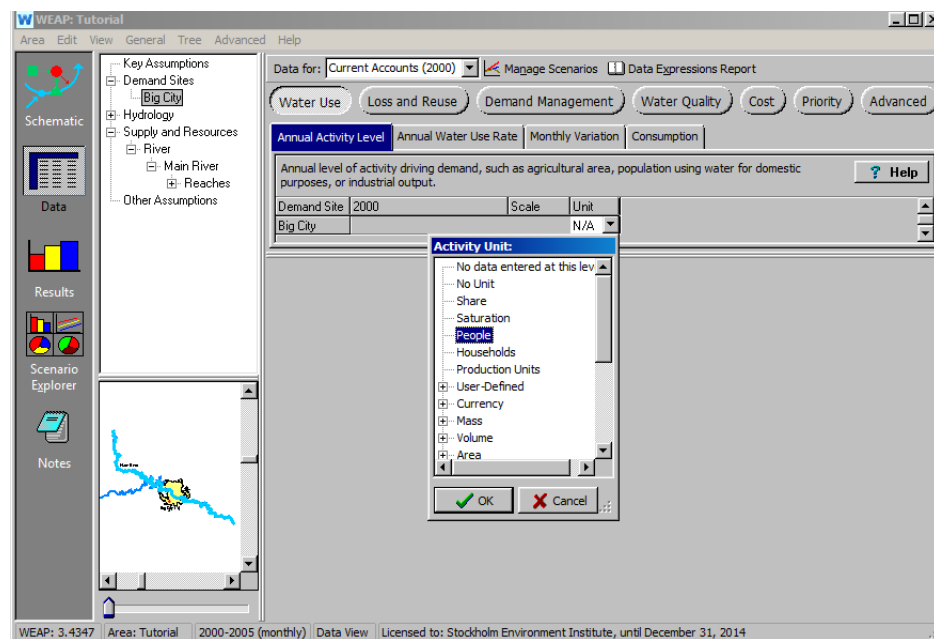 WEAP: Tutorial
Area Edit View General Tree Advanced Help
Schematic
Data
Results
Scenario
Explorer
Notes
Key Assumptions
Demand Sites
Big City
Hydrology
Supply and Resources
River
Main River
Reaches
Other Assumptions
Data for: Current Accounts (2000) Manage Scenarios Data Expressions Report
Water Use Loss and Reuse Demand Management Water Quality Cost Priority Advanced
Annual Activity Level Annual Water Use Rate Monthly Variation Consumption
Annual level of activity driving demand, such as agricultural area, population using water for domestic
purposes, or industrial output.
? Help
Demand Site 2000 Scale Unit
Big City N/A
Activity Unit:
No data entered at this lev
No Unit
Share
Saturation
People
Households
Production Units
User-Defined
Currency
Mass
Volume
Area
OK Cancel
WEAP: 3.4347 Area: Tutorial 2000-2005 (monthly) Data View Licensed to: Stockholm Environment Institute, until December 31, 2014